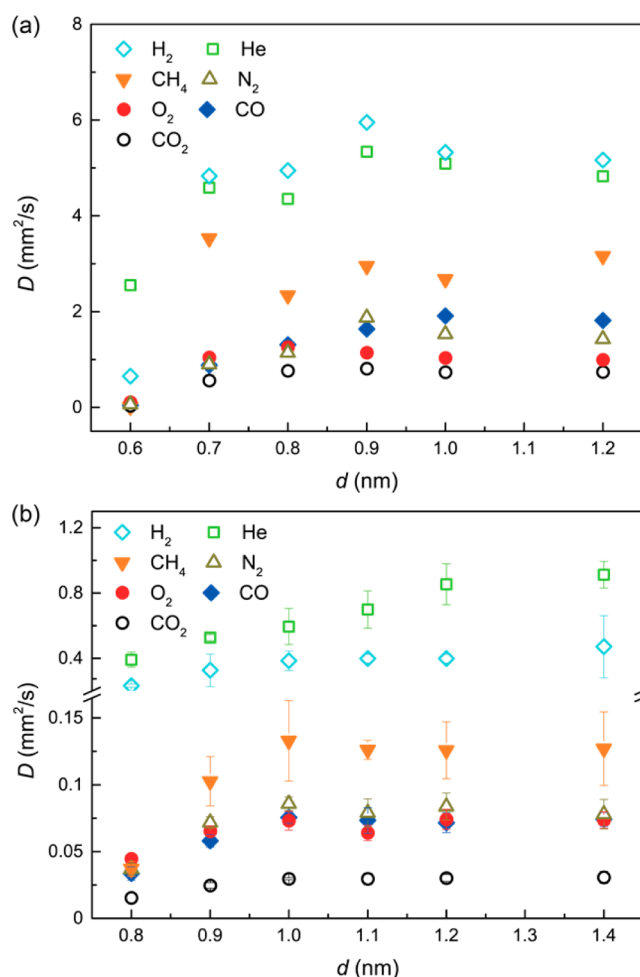 (a)
8
6
4
2
0
D (mm²/s)
H₂ He
CH₄ N₂
O₂ CO
CO₂
0.6 0.7 0.8 0.9 1.0 1.1 1.2
d (nm)
(b)
1.2
0.8
0.4
0.15
0.1
0.05
0
D (mm²/s)
H₂ He
CH₄ N₂
O₂ CO
CO₂
0.8 0.9 1.0 1.1 1.2 1.3 1.4
d (nm)